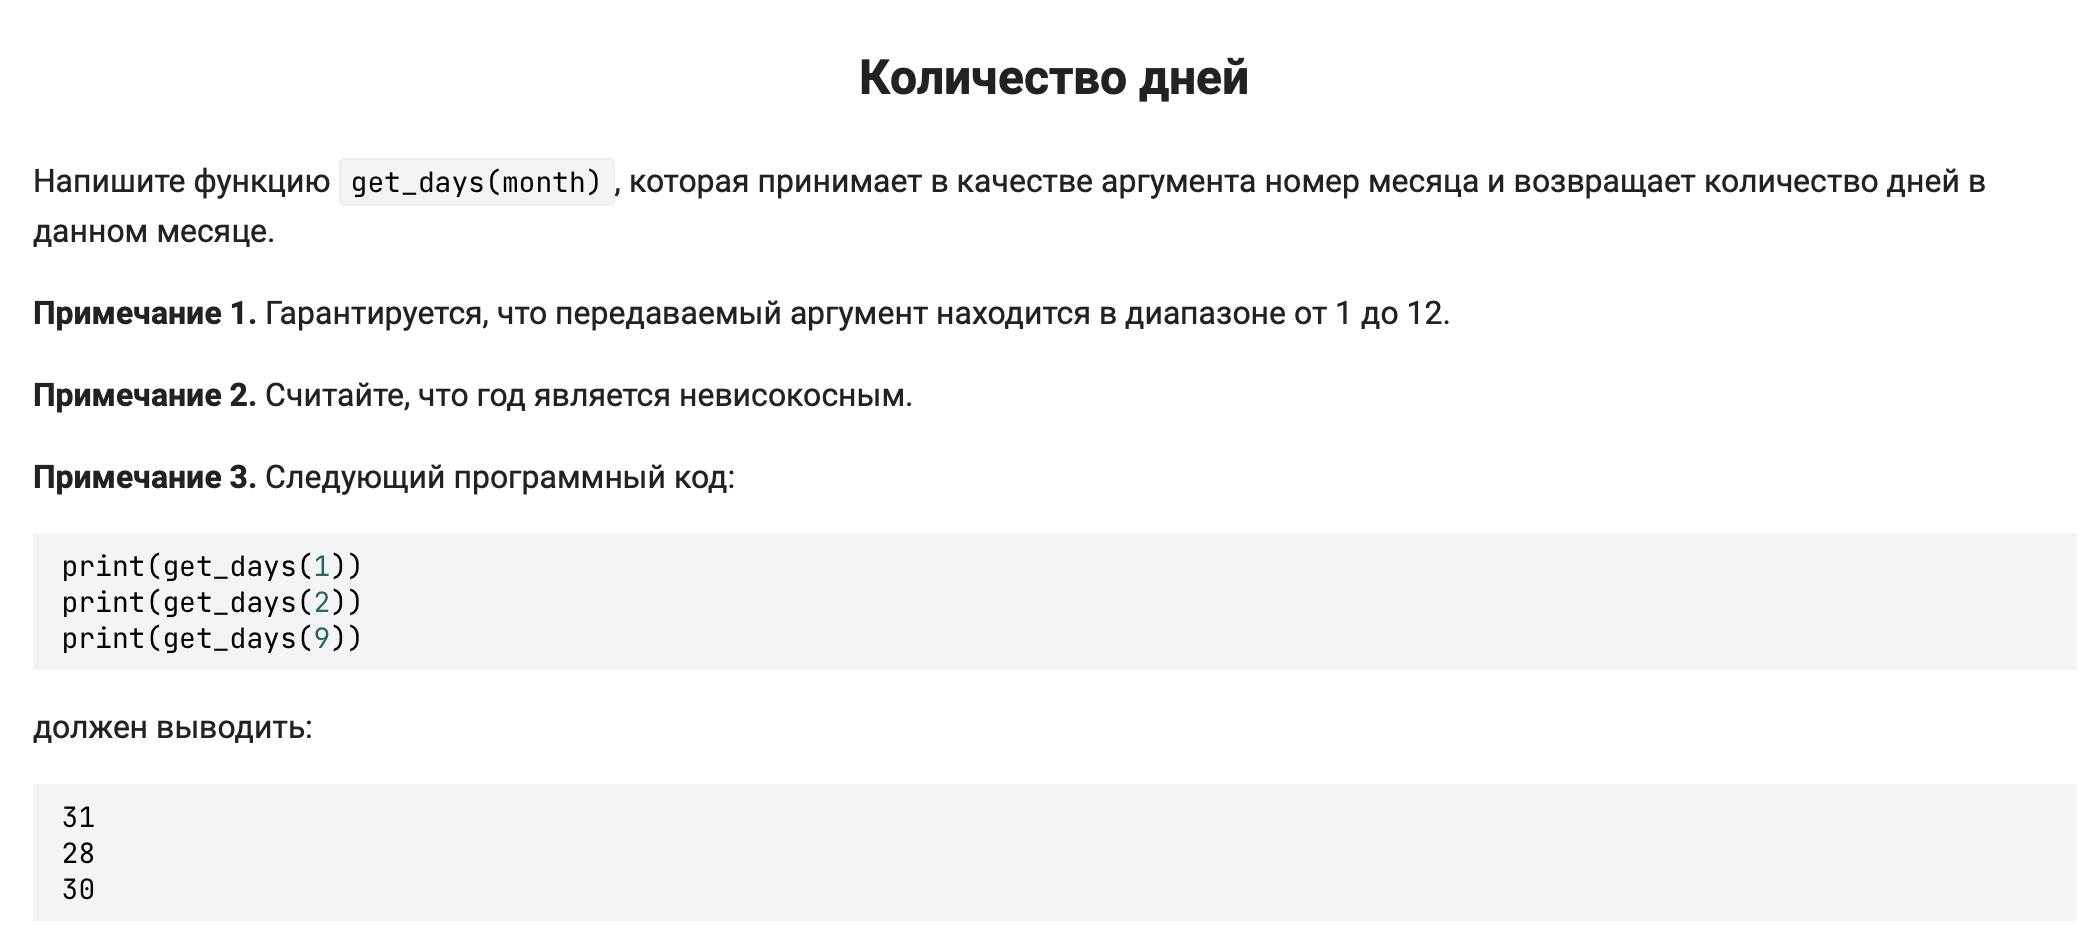 Количество дней
Напишите функцию get_days(month), которая принимает в качестве аргумента номер месяца и возвращает количество дней в
данном месяце.
Примечание 1. Гарантируется, что передаваемый аргумент находится в диапазоне от 1 до 12.
Примечание 2. Считайте, что год является невисокосным.
Примечание 3. Следующий программный код:
print(get_days(1))
print(get_days(2))
print(get_days(9))
должен выводить:
31
28
30